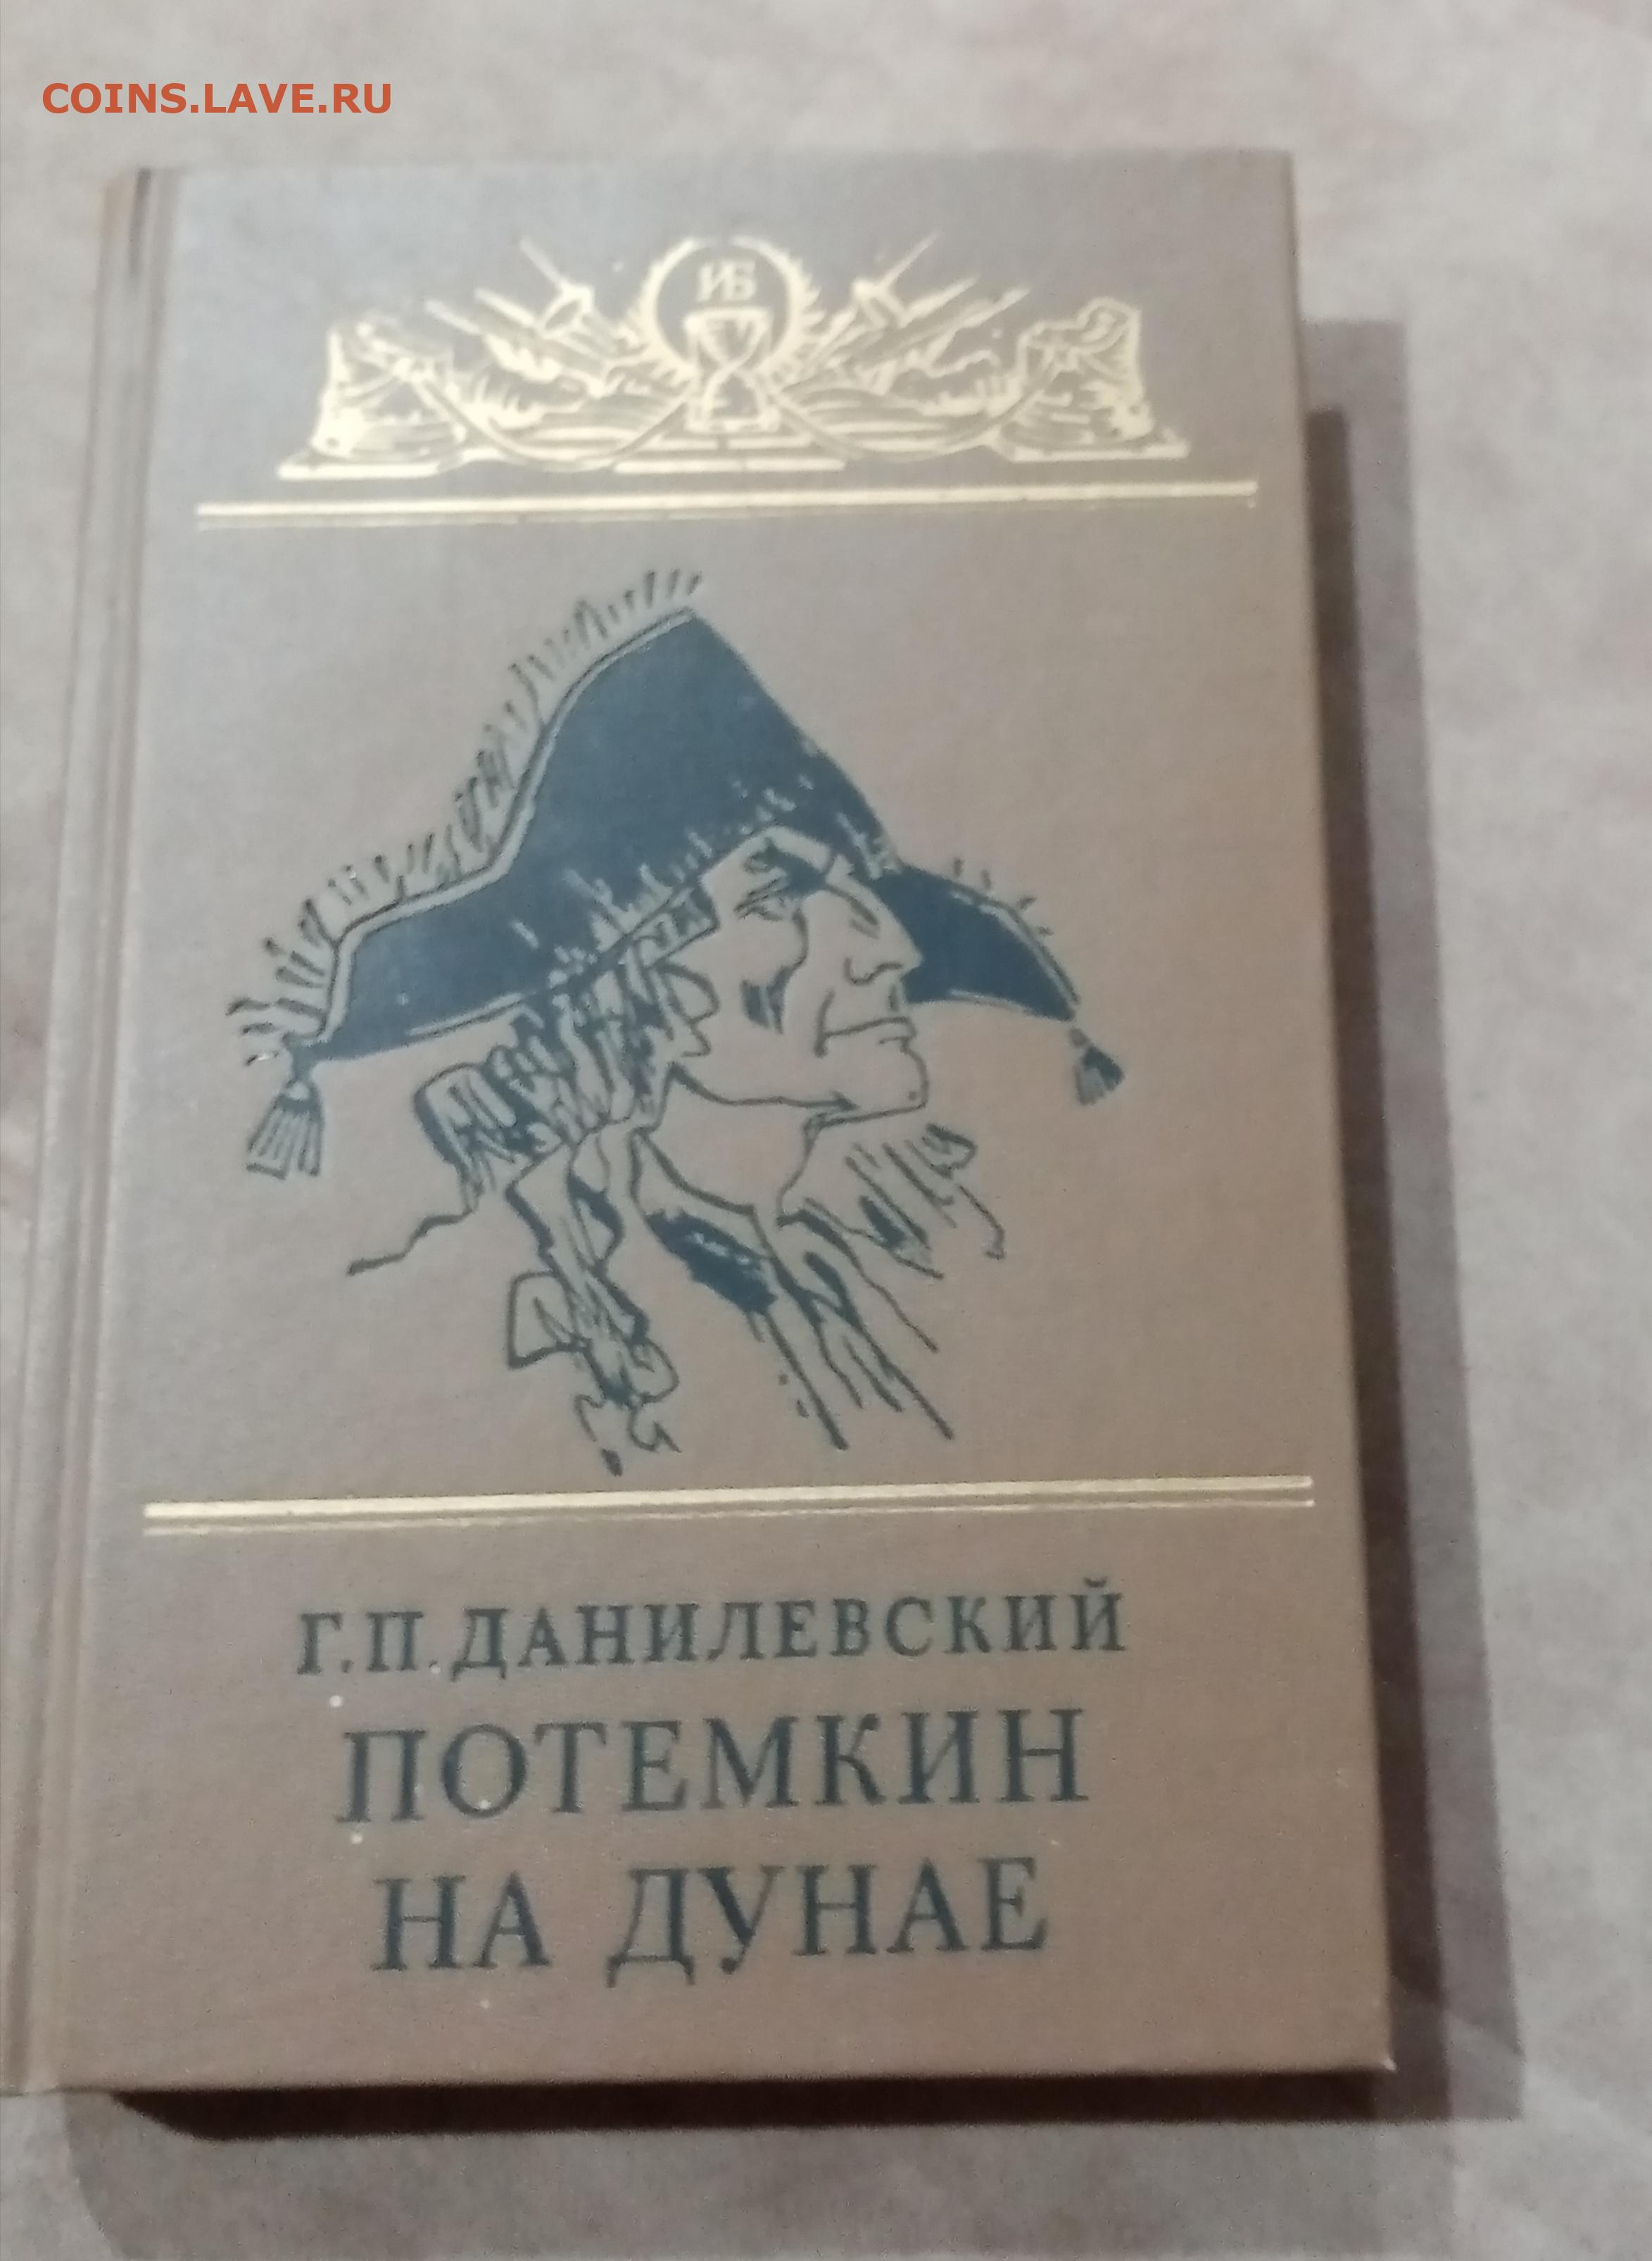 COINS.LAVE.RU
ИБ
Г.П.ДАНИЛЕВСКИЙ
ПОТЕМКИН
НА ДУНАЕ